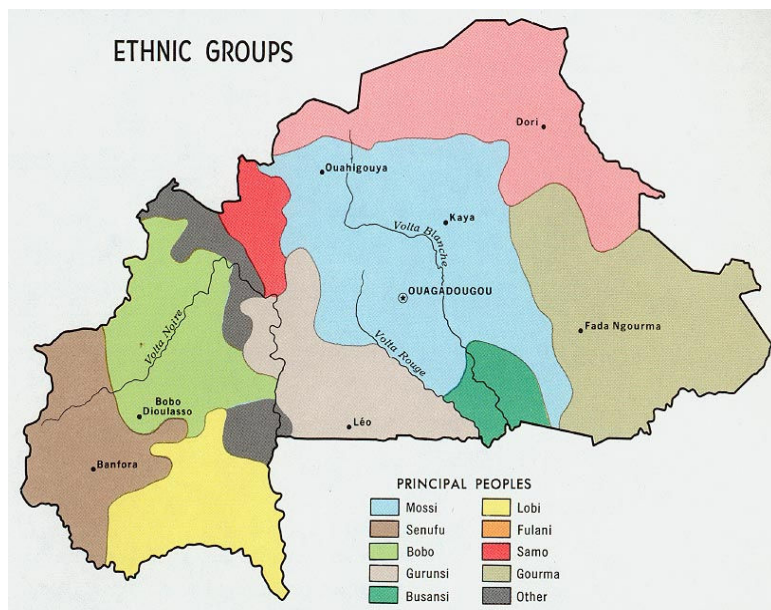 ETHNIC GROUPS
Dori
Ouahigouya
Kaya
Volta Blanche
OUAGADOUGOU
Volta Noire
Volta Rouge
Fada Ngourma
Bobo
Dioulasso
Léo
Banfora
PRINCIPAL PEOPLES
Mossi
Senufu
Bobo
Gurunsi
Busansi
Lobi
Fulani
Samo
Gourma
Other